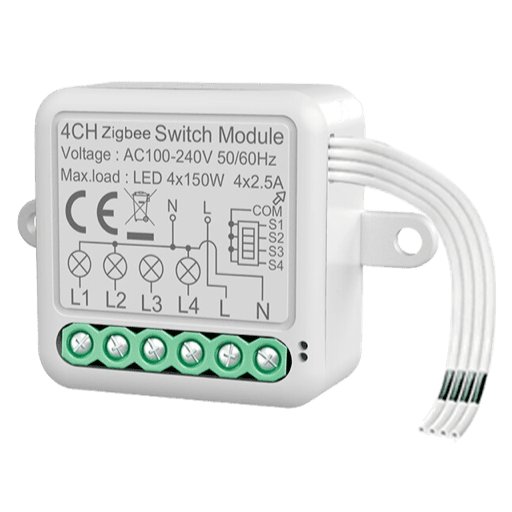 4CH Zigbee Switch Module
Voltage : AC100-240V 50/60Hz
Max.load : LED 4x150W 4x2.5A
CE
N L COM
S1
S2
S3
S4
L1 L2 L3 L4 L N